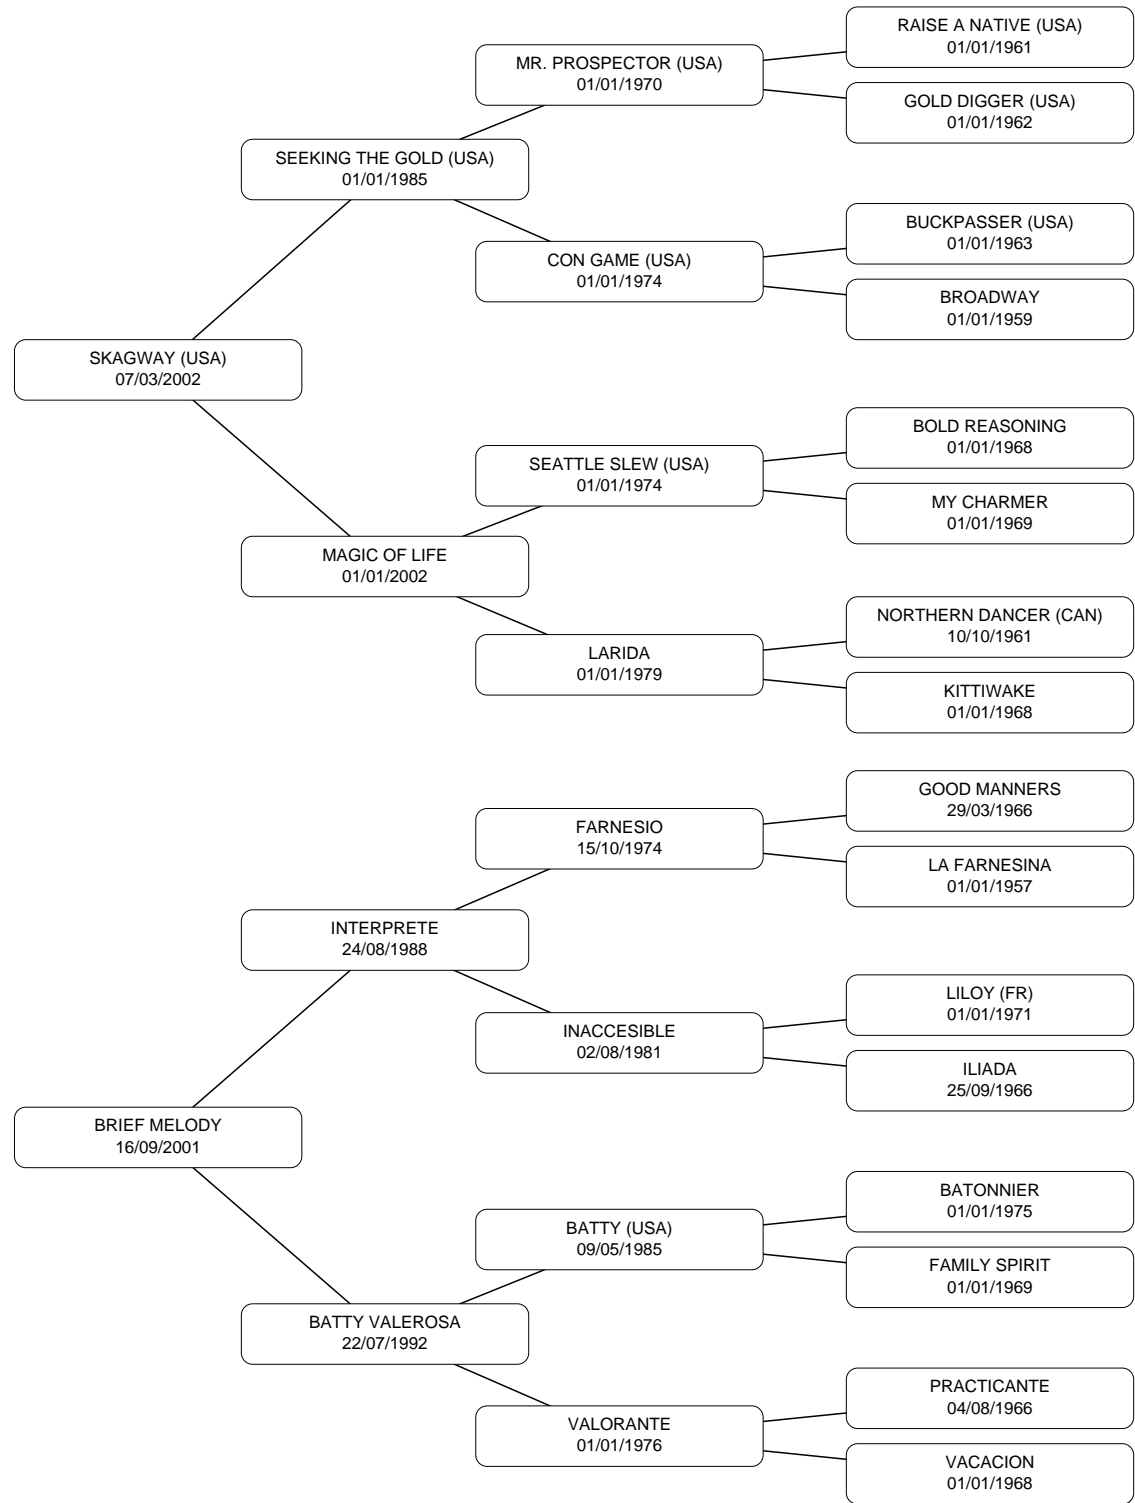 RAISE A NATIVE (USA)
01/01/1961
MR. PROSPECTOR (USA)
01/01/1970
GOLD DIGGER (USA)
01/01/1962
SEEKING THE GOLD (USA)
01/01/1985
BUCKPASSER (USA)
01/01/1963
CON GAME (USA)
01/01/1974
BROADWAY
01/01/1959
SKAGWAY (USA)
07/03/2002
BOLD REASONING
01/01/1968
SEATTLE SLEW (USA)
01/01/1974
MY CHARMER
01/01/1969
MAGIC OF LIFE
01/01/2002
NORTHERN DANCER (CAN)
10/10/1961
LARIDA
01/01/1979
KITTIWAKE
01/01/1968
GOOD MANNERS
29/03/1966
FARNESIO
15/10/1974
LA FARNESINA
01/01/1957
INTERPRETE
24/08/1988
LILOY (FR)
01/01/1971
INACCESIBLE
02/08/1981
ILIADA
25/09/1966
BRIEF MELODY
16/09/2001
BATONNIER
01/01/1975
BATTY (USA)
09/05/1985
FAMILY SPIRIT
01/01/1969
BATTY VALEROSA
22/07/1992
PRACTICANTE
04/08/1966
VALORANTE
01/01/1976
VACACION
01/01/1968